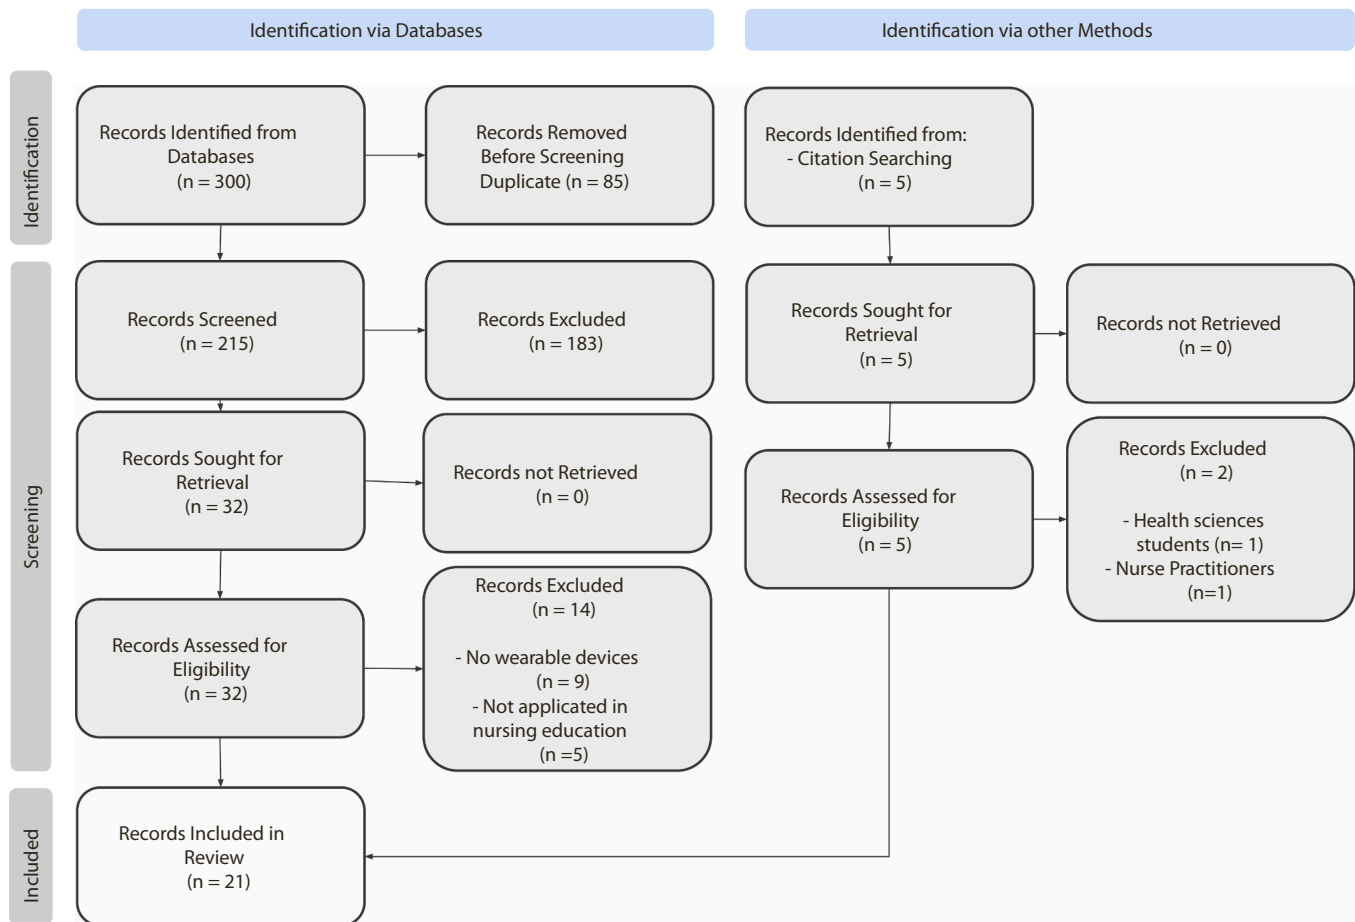 Identification via Databases
Identification via other Methods
Identification
Records Identified from
Databases
(n = 300)
Records Removed
Before Screening
Duplicate (n = 85)
Records Identified from:
- Citation Searching
(n = 5)
Screening
Records Screened
(n = 215)
Records Excluded
(n = 183)
Records Sought for
Retrieval
(n = 5)
Records not Retrieved
(n = 0)
Records Sought for
Retrieval
(n = 32)
Records not Retrieved
(n = 0)
Records Assessed for
Eligibility
(n = 5)
Records Excluded
(n = 2)
- Health sciences
students (n= 1)
- Nurse Practitioners
(n=1)
Records Assessed for
Eligibility
(n = 32)
Records Excluded
(n = 14)
- No wearable devices
(n = 9)
- Not applicated in
nursing education
(n =5)
Included
Records Included in
Review
(n = 21)